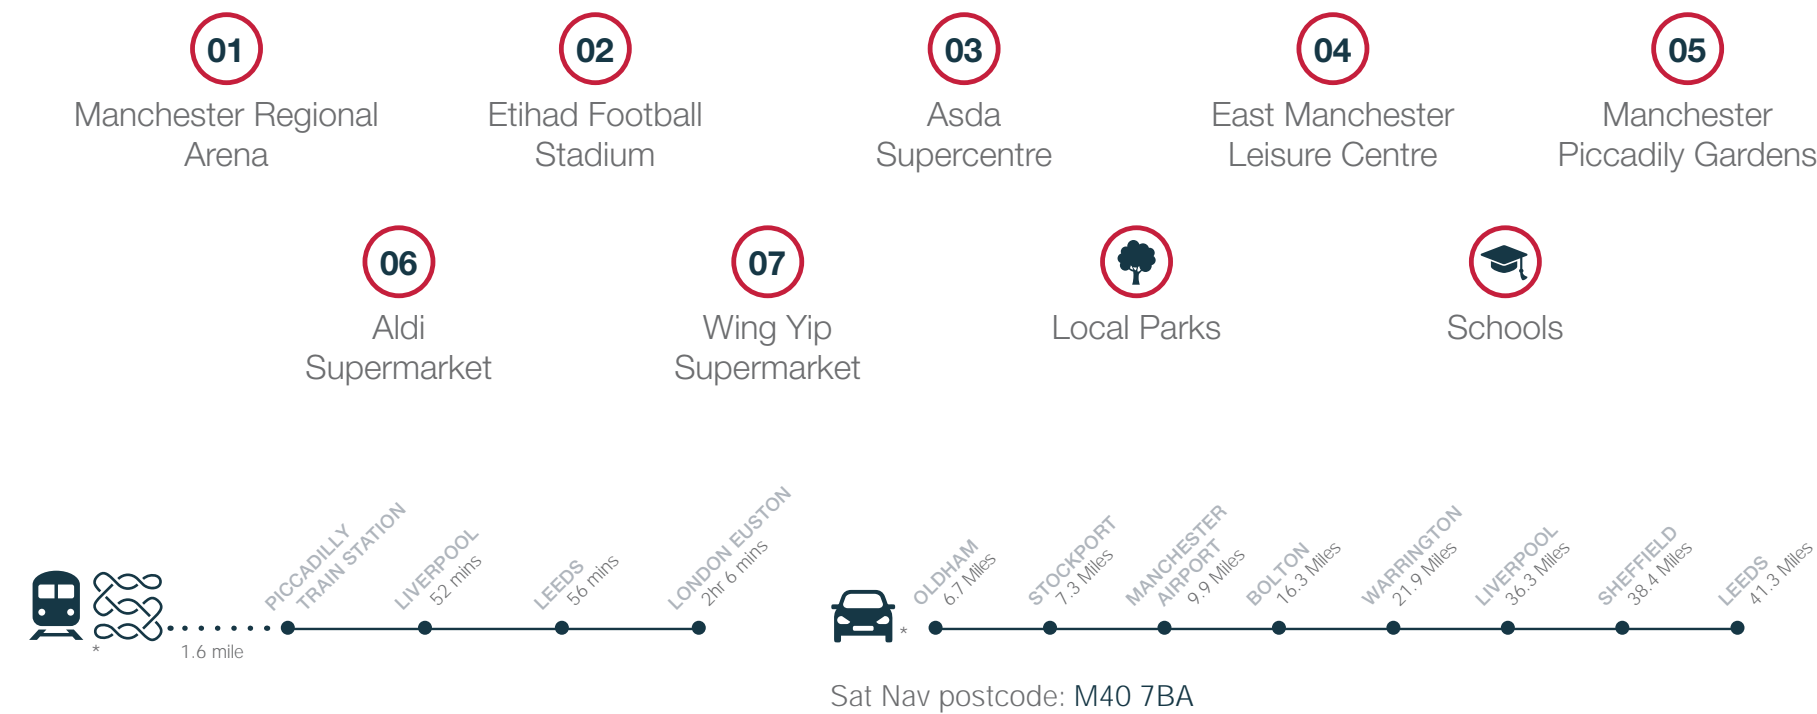 01
Manchester Regional
Arena
02
Etihad Football
Stadium
03
Asda
Supercentre
04
East Manchester
Leisure Centre
05
Manchester
Piccadily Gardens
06
Aldi
Supermarket
07
Wing Yip
Supermarket
Local Parks
Schools
*
1.6 mile
PICCADILLY
TRAIN STATION
LIVERPOOL
52 mins
LEEDS
56 mins
LONDON EUSTON
2hr 6 mins
*
OLDHAM
6.7 Miles
STOCKPORT
7.3 Miles
MANCHESTER
AIRPORT
9.9 Miles
BOLTON
16.3 Miles
WARRINGTON
21.9 Miles
LIVERPOOL
36.3 Miles
SHEFFIELD
38.4 Miles
LEEDS
41.3 Miles
Sat Nav postcode: M40 7BA